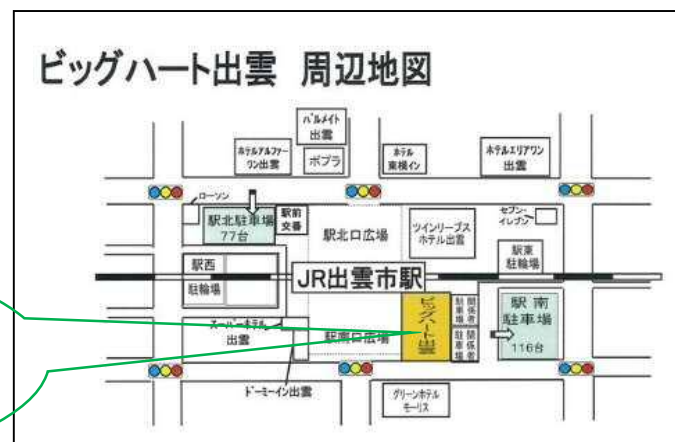 ビッグハート出雲 周辺地図
パルメイト
出雲
ホテルアルファー
ワン出雲
ポプラ
ホテル
東横イン
ホテルエリアワン
出雲
ローソン
駅北駐車場
77台
駅前
交番
駅北口広場
ツインリーブス
ホテル出雲
セブン-
イレブン
駅西
駐輪場
JR出雲市駅
駅東
駐輪場
スーパーホテル
出雲
駅南口広場
ビッグハート出雲
関係者
駐車場
関係者
駐車場
駅南
駐車場
116台
ドーミーイン出雲
グリーンホテル
モーリス